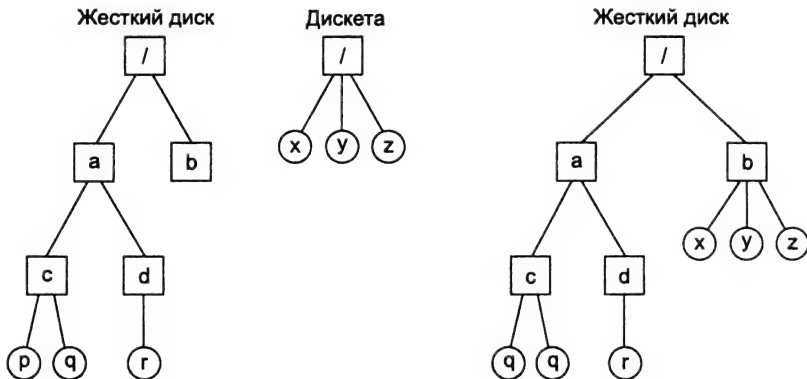 Жесткий диск Дискета Жесткий диск
/ / /
x y z
a b a b
x y z
c d c d
p q r q q r